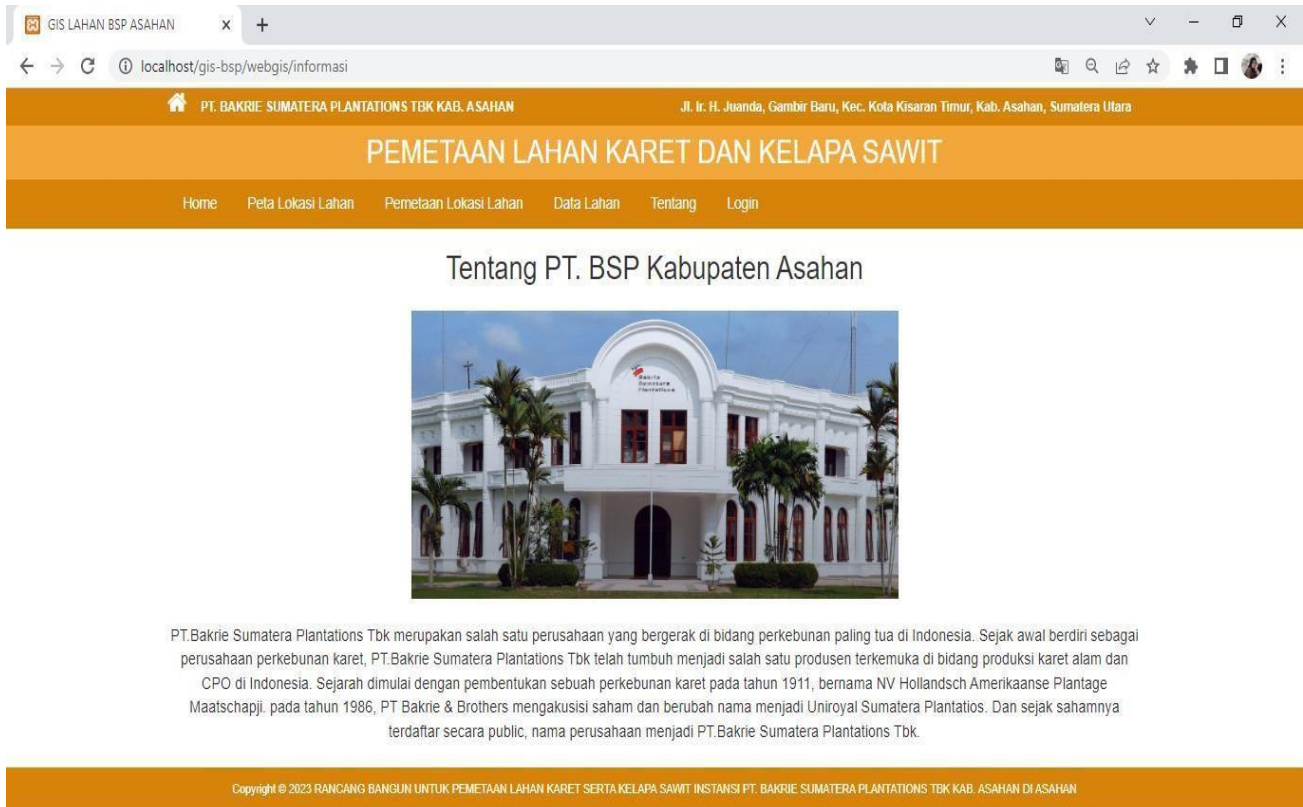 GIS LAHAN BSP ASAHAN
localhost/gis-bsp/webgis/informasi
PT. BAKRIE SUMATERA PLANTATIONS TBK KAB. ASAHAN
Jl. Ir. H. Juanda, Gambir Baru, Kec. Kota Kisaran Timur, Kab. Asahan, Sumatera Utara
PEMETAAN LAHAN KARET DAN KELAPA SAWIT
Home Peta Lokasi Lahan Pemetaan Lokasi Lahan Data Lahan Tentang Login
Tentang PT. BSP Kabupaten Asahan
Bakrie
Sumatera
Plantations
PT.Bakrie Sumatera Plantations Tbk merupakan salah satu perusahaan yang bergerak di bidang perkebunan paling tua di Indonesia. Sejak awal berdiri sebagai
perusahaan perkebunan karet, PT.Bakrie Sumatera Plantations Tbk telah tumbuh menjadi salah satu produsen terkemuka di bidang produksi karet alam dan
CPO di Indonesia. Sejarah dimulai dengan pembentukan sebuah perkebunan karet pada tahun 1911, bernama NV Hollandsch Amerikaanse Plantage
Maatschapji. pada tahun 1986, PT Bakrie & Brothers mengakusisi saham dan berubah nama menjadi Uniroyal Sumatera Plantatios. Dan sejak sahamnya
terdaftar secara public, nama perusahaan menjadi PT.Bakrie Sumatera Plantations Tbk.
Copyright © 2023 RANCANG BANGUN UNTUK PEMETAAN LAHAN KARET SERTA KELAPA SAWIT INSTANSI PT. BAKRIE SUMATERA PLANTATIONS TBK KAB. ASAHAN DI ASAHAN